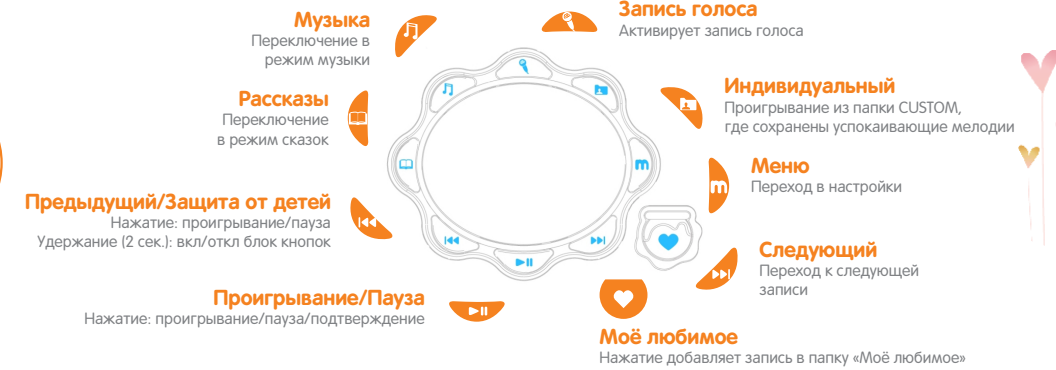 Музыка
Переключение в
режим музыки
Запись голоса
Активирует запись голоса
Рассказы
Переключение
в режим сказок
Индивидуальный
Проигрывание из папки CUSTOM,
где сохранены успокаивающие мелодии
m
m
Меню
Переход в настройки
Предыдущий/Защита от детей
Нажатие: проигрывание/пауза
Удержание (2 сек.): вкл/откл блок кнопок
Следующий
Переход к следующей
записи
Проигрывание/Пауза
Нажатие: проигрывание/пауза/подтверждение
Моё любимое
Нажатие добавляет запись в папку «Моё любимое»